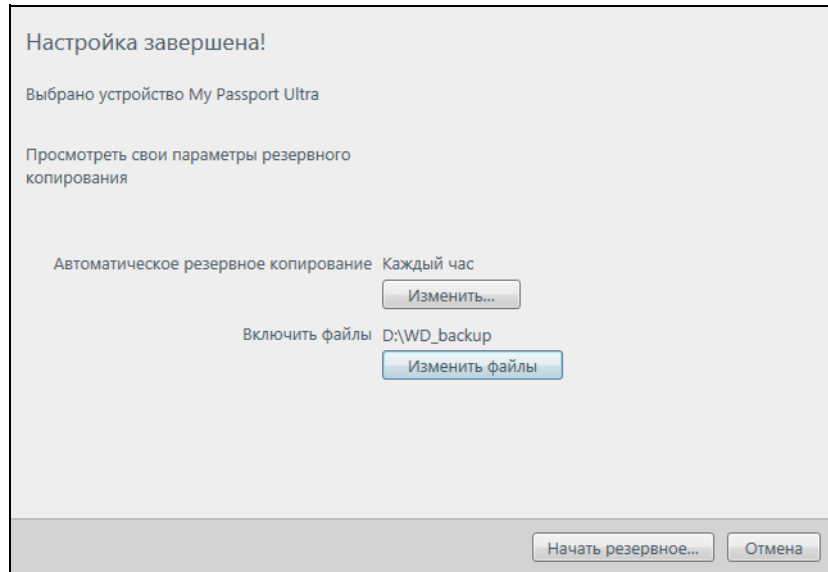 Настройка завершена!
Выбрано устройство My Passport Ultra
Просмотреть свои параметры резервного
копирования
Автоматическое резервное копирование Каждый час
Изменить...
Включить файлы D:\WD_backup
Изменить файлы
Начать резервное... Отмена